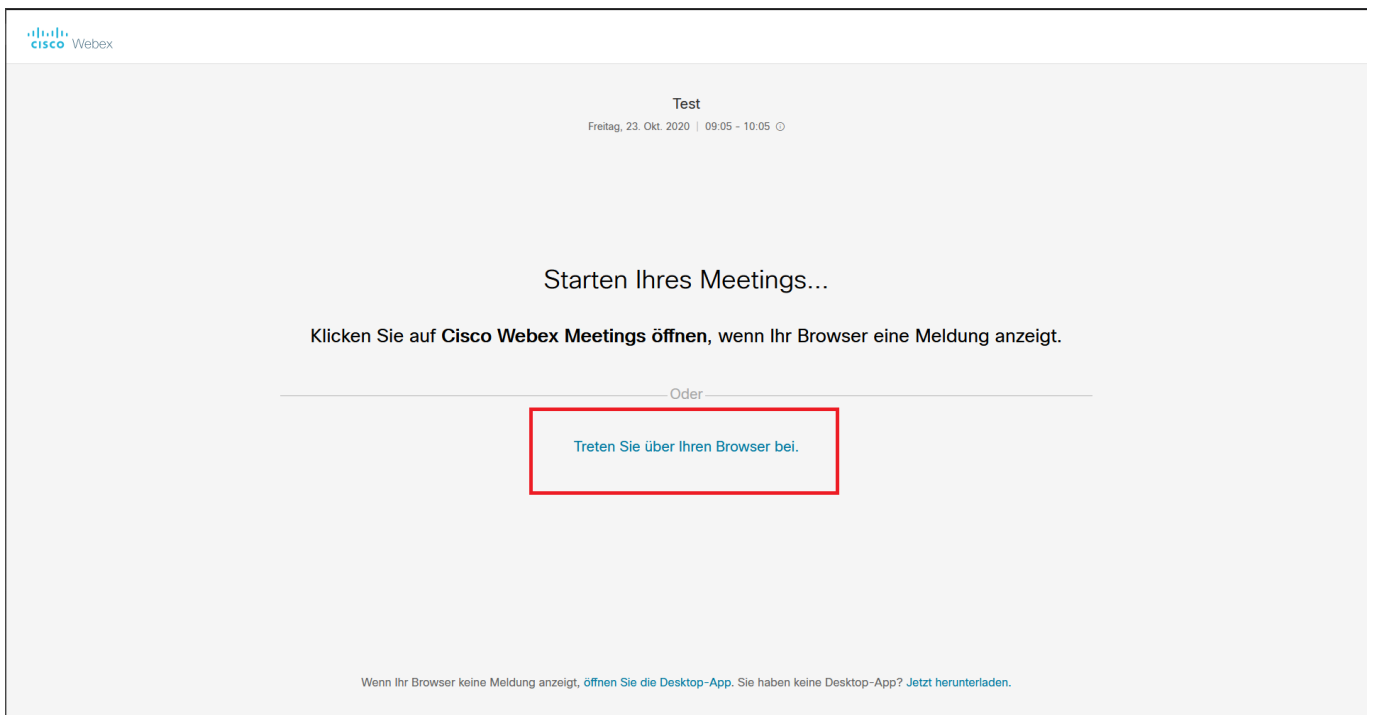 cisco Webex
Test
Freitag, 23. Okt. 2020 | 09:05 - 10:05
Starten Ihres Meetings...
Klicken Sie auf Cisco Webex Meetings öffnen, wenn Ihr Browser eine Meldung anzeigt.
Oder
Treten Sie über Ihren Browser bei.
Wenn Ihr Browser keine Meldung anzeigt, öffnen Sie die Desktop-App. Sie haben keine Desktop-App? Jetzt herunterladen.